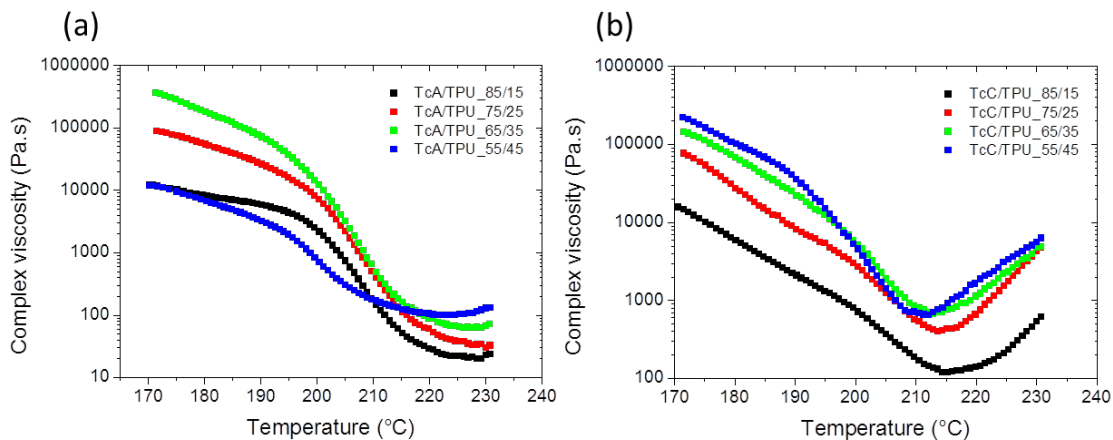 (a)
Complex viscosity (Pa.s)
1000000
100000
10000
1000
100
10
TcA/TPU_85/15
TcA/TPU_75/25
TcA/TPU_65/35
TcA/TPU_55/45
170 180 190 200 210 220 230 240
Temperature (°C)
(b)
Complex viscosity (Pa.s)
1000000
100000
10000
1000
100
TcC/TPU_85/15
TcC/TPU_75/25
TcC/TPU_65/35
TcC/TPU_55/45
170 180 190 200 210 220 230 240
Temperature (°C)